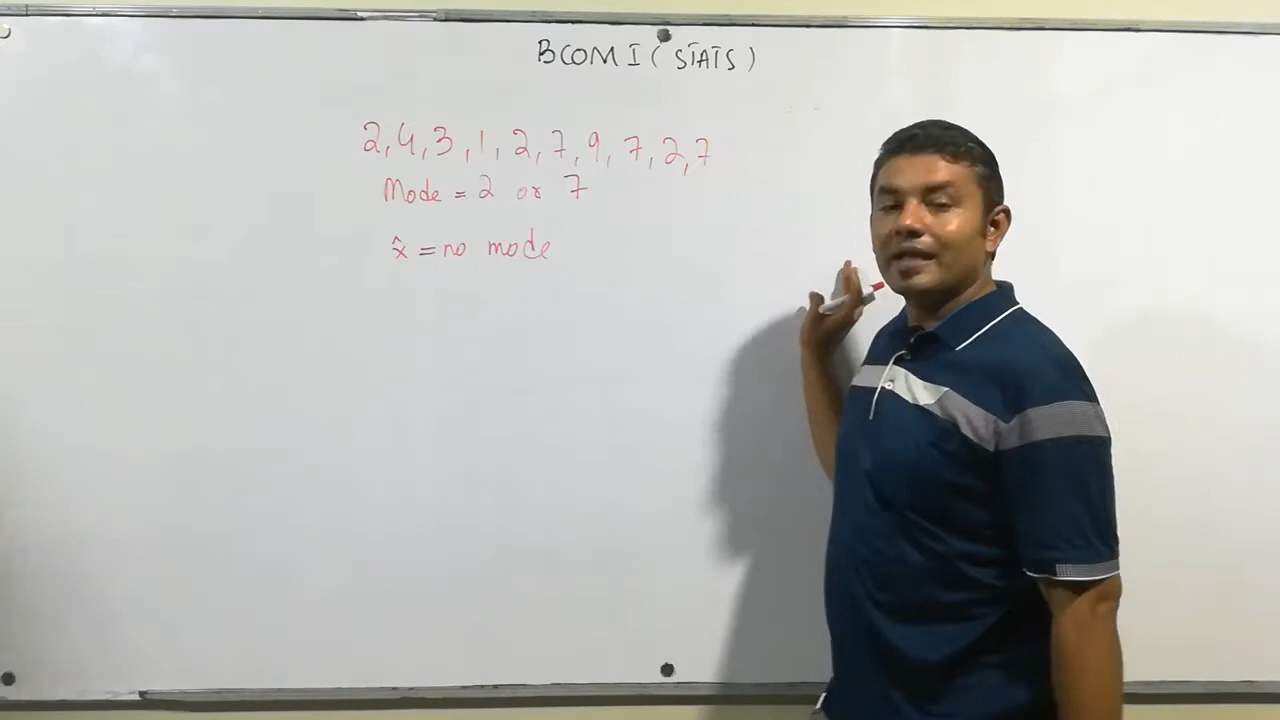 BCOM I (STATS)
2,4,3,1,2,7,9,7,2,7
Mode = 2 or 7
x̂ = no mode